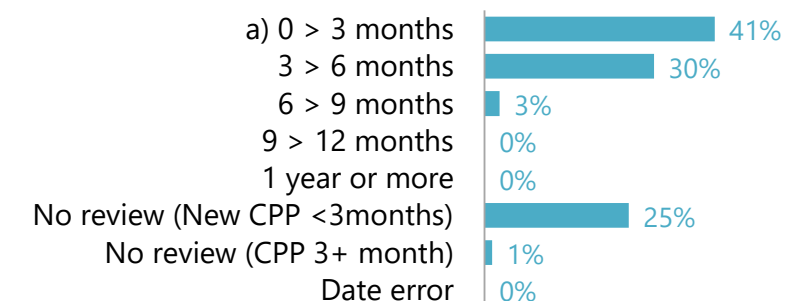 a) 0 > 3 months 41%
3 > 6 months 30%
6 > 9 months 3%
9 > 12 months 0%
1 year or more 0%
No review (New CPP <3months) 25%
No review (CPP 3+ month) 1%
Date error 0%